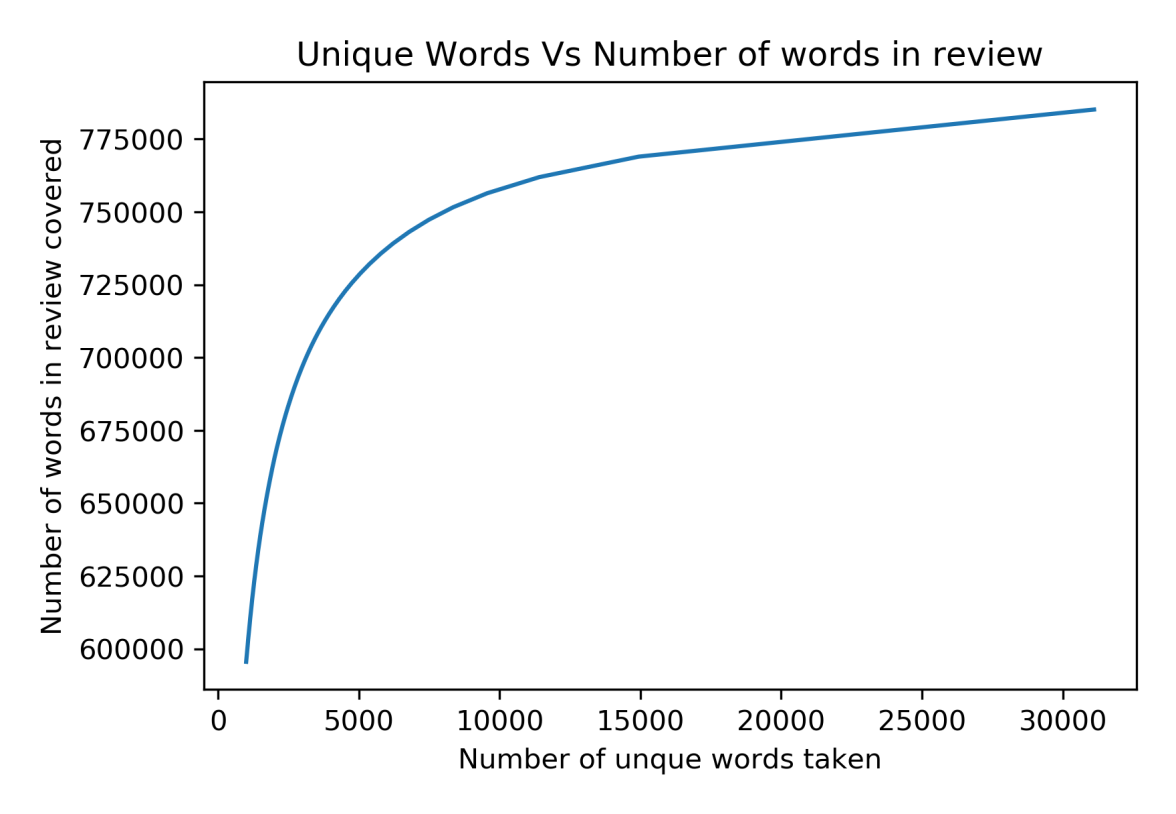 Unique Words Vs Number of words in review
Number of words in review covered
775000
750000
725000
700000
675000
650000
625000
600000
0 5000 10000 15000 20000 25000 30000
Number of unque words taken